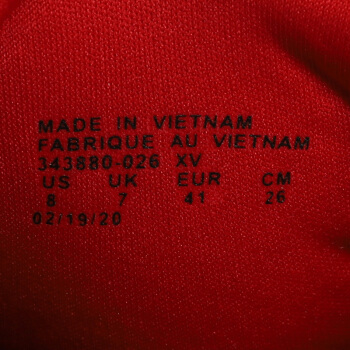 MADE IN VIETNAM
FABRIQUE AU VIETNAM
343880-026 XV
US UK EUR CM
8 7 41 26
02/19/20